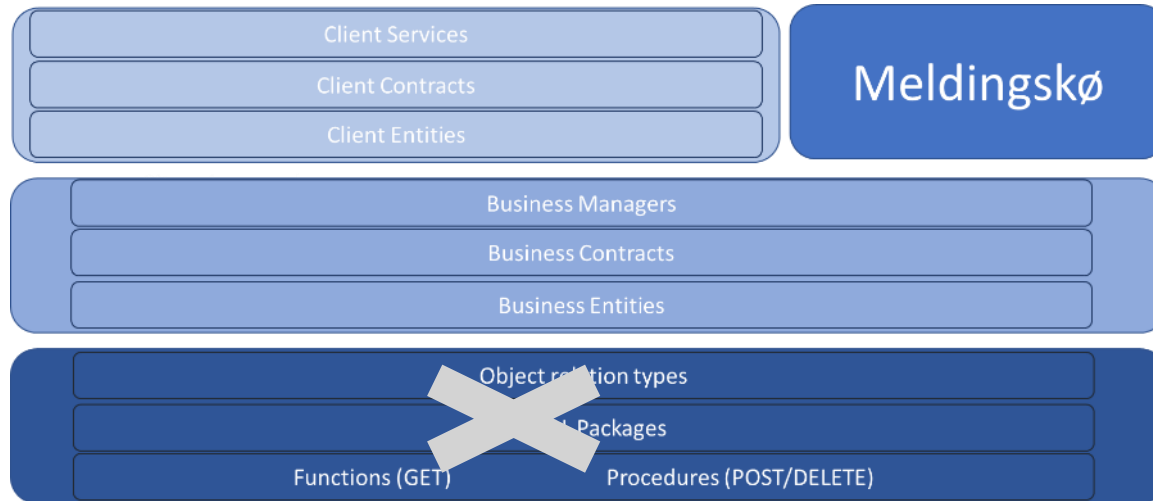 Client Services
Client Contracts
Client Entities
Meldingskø
Business Managers
Business Contracts
Business Entities
Object relation types
Packages
Functions (GET) Procedures (POST/DELETE)